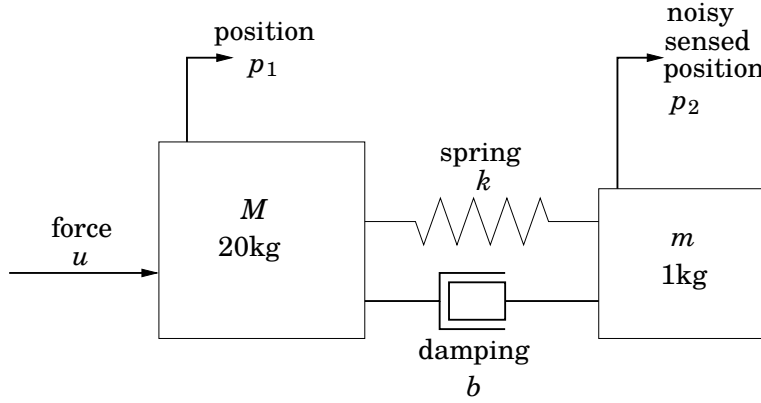 position
p1
noisy
sensed
position
p2
spring
k
M
20kg
force
u
m
1kg
damping
b